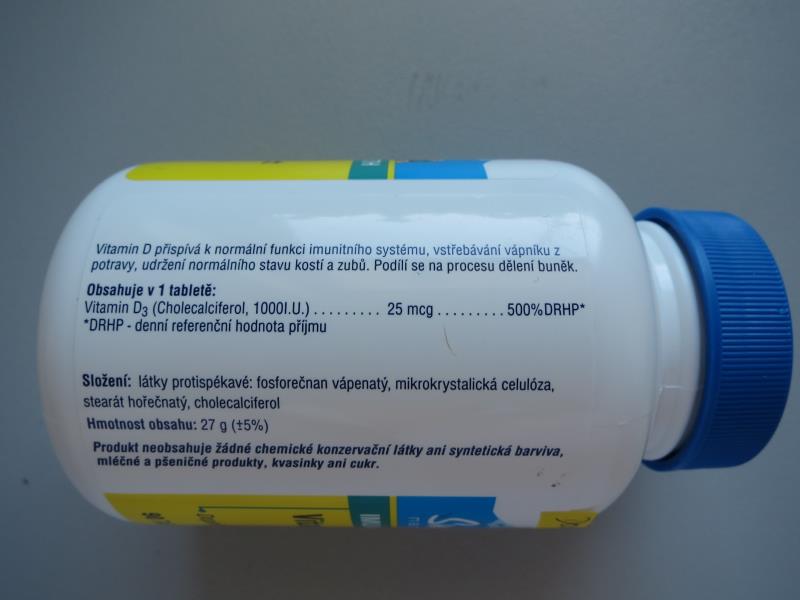 Vitamin D přispívá k normální funkci imunitního systému, vstřebávání vápníku z
potravy, udržení normálního stavu kostí a zubů. Podílí se na procesu dělení buněk.
Obsahuje v 1 tabletě:
Vitamin D3 (Cholecalciferol, 1000I.U.) ......... 25 mcg ......... 500%DRHP*
*DRHP - denní referenční hodnota příjmu
Složení: látky protispékavé: fosforečnan vápenatý, mikrokrystalická celulóza,
stearát hořečnatý, cholecalciferol
Hmotnost obsahu: 27 g (±5%)
Produkt neobsahuje žádné chemické konzervační látky ani syntetická barviva,
mléčné a pšeničné produkty, kvasinky ani cukr.